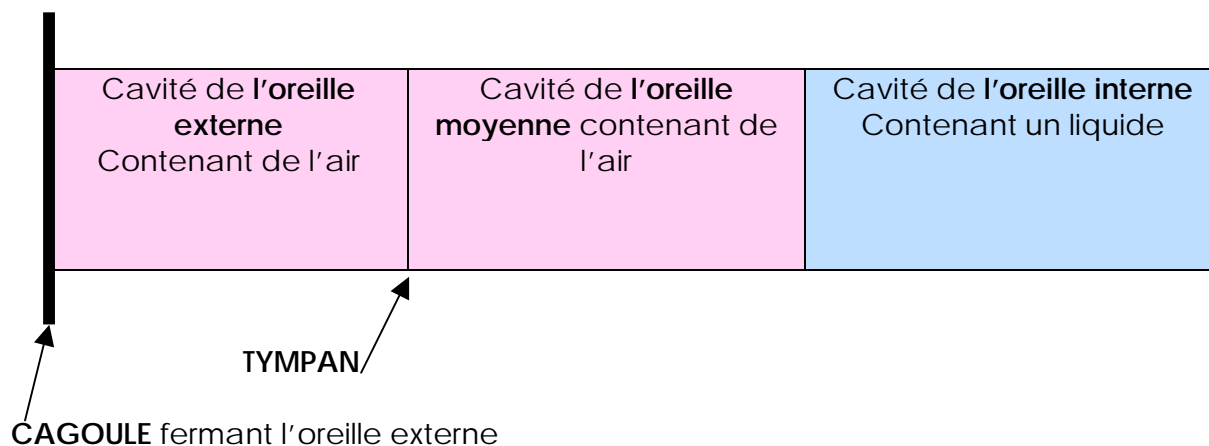 Cavité de l'oreille
externe
Contenant de l'air
Cavité de l'oreille
moyenne contenant de
l'air
Cavité de l'oreille interne
Contenant un liquide
TYMPAN
CAGOULE fermant l'oreille externe